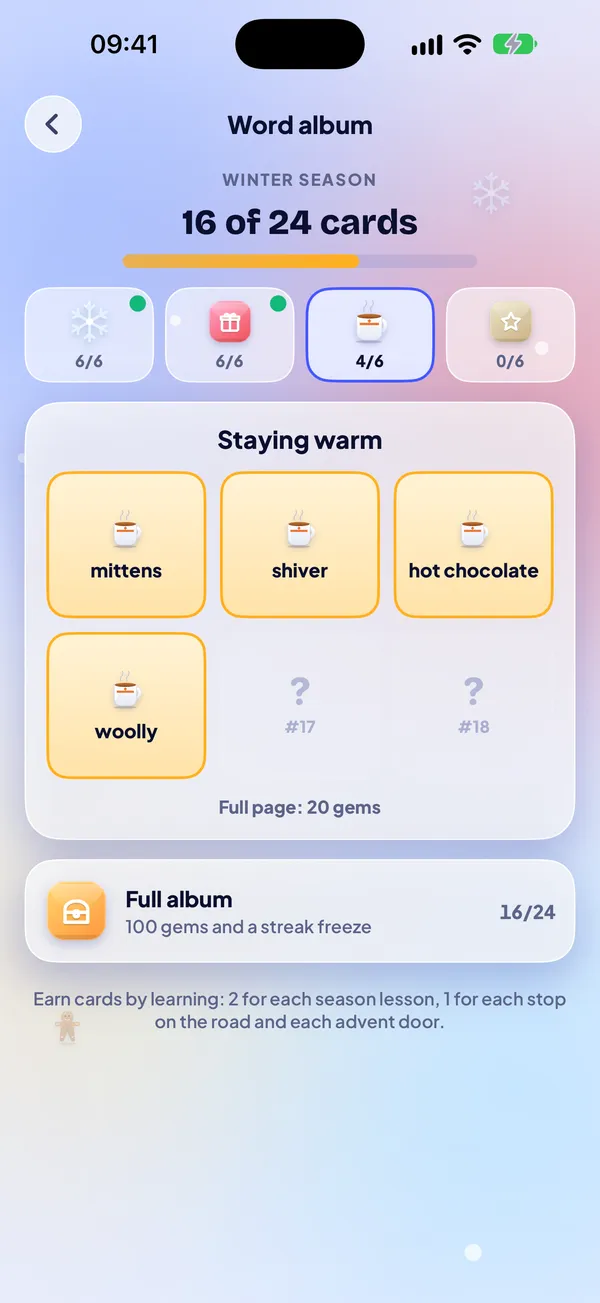 09:41
Word album
WINTER SEASON
16 of 24 cards
6/6
6/6
4/6
0/6
Staying warm
mittens
shiver
hot chocolate
woolly
?
#17
?
#18
Full page: 20 gems
Full album
100 gems and a streak freeze
16/24
Earn cards by learning: 2 for each season lesson, 1 for each stop
on the road and each advent door.